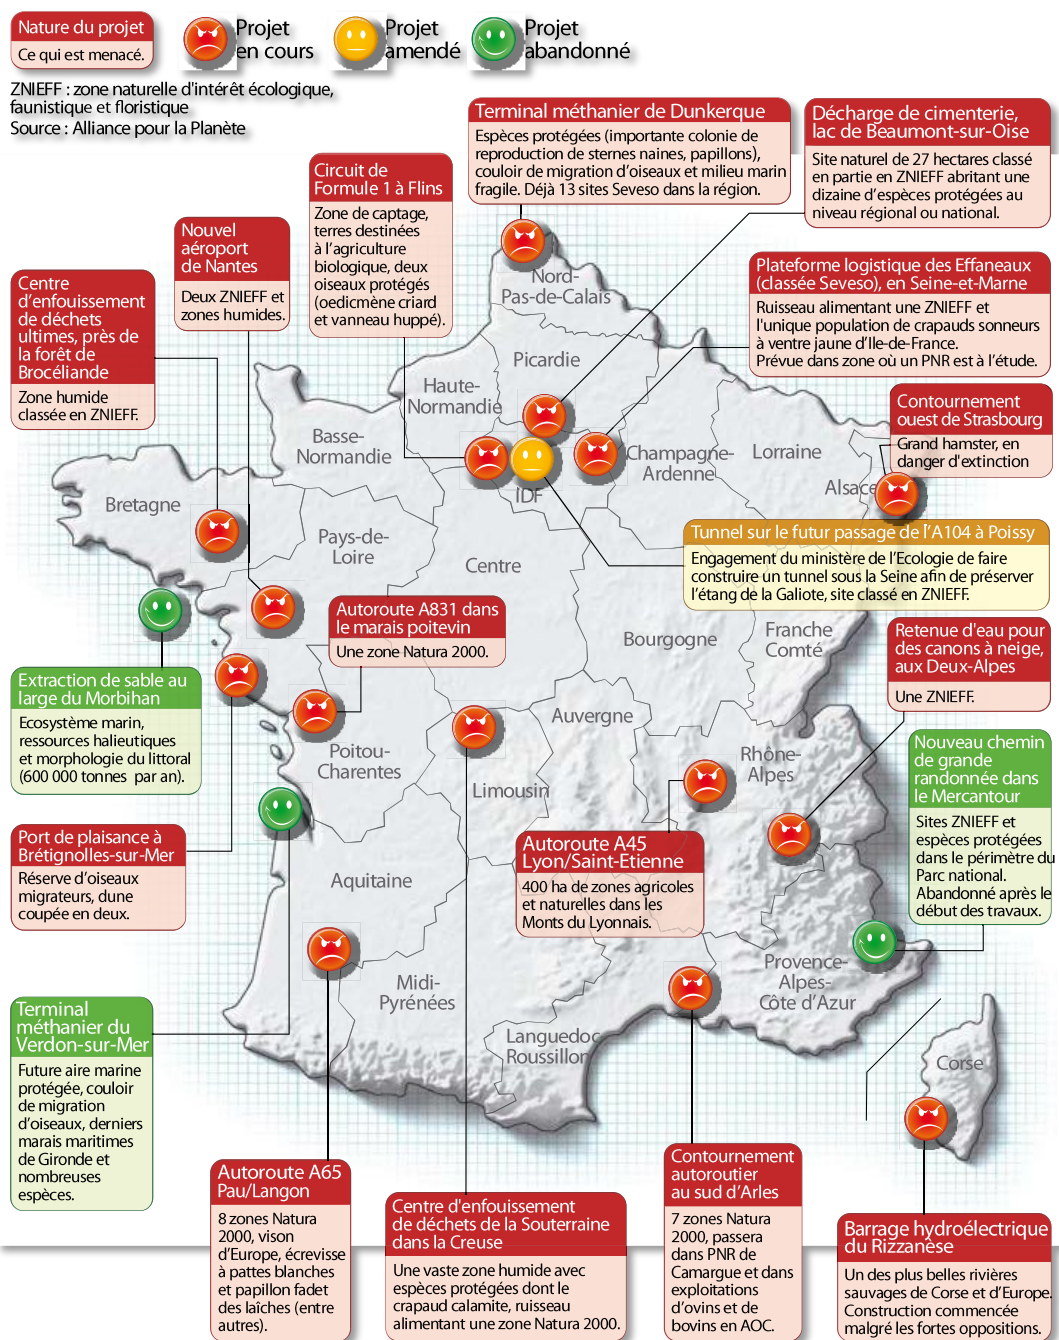 Nature du projet
Ce qui est menacé.
Projet
en cours
Projet
amendé
Projet
abandonné
ZNIEFF : zone naturelle d'intérêt écologique,
faunistique et floristique
Source : Alliance pour la Planète
Terminal méthanier de Dunkerque
Espèces protégées (importante colonie de
reproduction de sternes naines, papillons),
couloir de migration d'oiseaux et milieu marin
fragile. Déjà 13 sites Seveso dans la région.
Décharge de cimenterie,
lac de Beaumont-sur-Oise
Site naturel de 27 hectares classé
en partie en ZNIEFF abritant une
dizaine d'espèces protégées au
niveau régional ou national.
Circuit de
Formule 1 à Flins
Zone de captage,
terres destinées
à l'agriculture
biologique, deux
oiseaux protégés
(oedicmène criard
et vanneau huppé).
Nouvel
aéroport
de Nantes
Deux ZNIEFF et
zones humides.
Centre
d'enfouissement
de déchets
ultimes, près de
la forêt de
Brocéliande
Zone humide
classée en ZNIEFF.
Plateforme logistique des Effaneaux
(classée Seveso), en Seine-et-Marne
Ruisseau alimentant une ZNIEFF et
l'unique population de crapauds sonneurs
à ventre jaune d'Ile-de-France.
Prévue dans zone où un PNR est à l'étude.
Contournement
ouest de Strasbourg
Grand hamster, en
danger d'extinction
Nord-
Pas-de-Calais
Picardie
Haute-
Normandie
Basse-
Normandie
Bretagne
Pays-de-
Loire
Centre
IDF
Champagne-
Ardenne
Lorraine
Alsace
Tunnel sur le futur passage de l'A104 à Poissy
Engagement du ministère de l'Ecologie de faire
construire un tunnel sous la Seine afin de préserver
l'étang de la Galiote, site classé en ZNIEFF.
Autoroute A831 dans
le marais poitevin
Une zone Natura 2000.
Bourgogne
Franche
Comté
Retenue d'eau pour
des canons à neige,
aux Deux-Alpes
Une ZNIEFF.
Extraction de sable au
large du Morbihan
Ecosystème marin,
ressources halieutiques
et morphologie du littoral
(600 000 tonnes par an).
Poitou-
Charentes
Limousin
Auvergne
Rhône-
Alpes
Nouveau chemin
de grande
randonnée dans
le Mercantour
Sites ZNIEFF et
espèces protégées
dans le périmètre du
Parc national.
Abandonné après le
début des travaux.
Port de plaisance à
Brétignolles-sur-Mer
Réserve d'oiseaux
migrateurs, dune
coupée en deux.
Autoroute A45
Lyon/Saint-Etienne
400 ha de zones agricoles
et naturelles dans les
Monts du Lyonnais.
Aquitaine
Midi-
Pyrénées
Languedoc
Roussillon
Provence-
Alpes-
Côte d'Azur
Corse
Terminal
méthanier du
Verdon-sur-Mer
Future aire marine
protégée, couloir
de migration
d'oiseaux, derniers
marais maritimes
de Gironde et
nombreuses
espèces.
Autoroute A65
Pau/Langon
8 zones Natura
2000, vison
d'Europe, écrevisse
à pattes blanches
et papillon fadet
des laîches (entre
autres).
Centre d'enfouissement
de déchets de la Souterraine
dans la Creuse
Une vaste zone humide avec
espèces protégées dont le
crapaud calamite, ruisseau
alimentant une zone Natura 2000.
Contournement
autoroutier
au sud d'Arles
7 zones Natura
2000, passera
dans PNR de
Camargue et dans
exploitations
d'ovins et de
bovins en AOC.
Barrage hydroélectrique
du Rizzanèse
Un des plus belles rivières
sauvages de Corse et d'Europe.
Construction commencée
malgré les fortes oppositions.